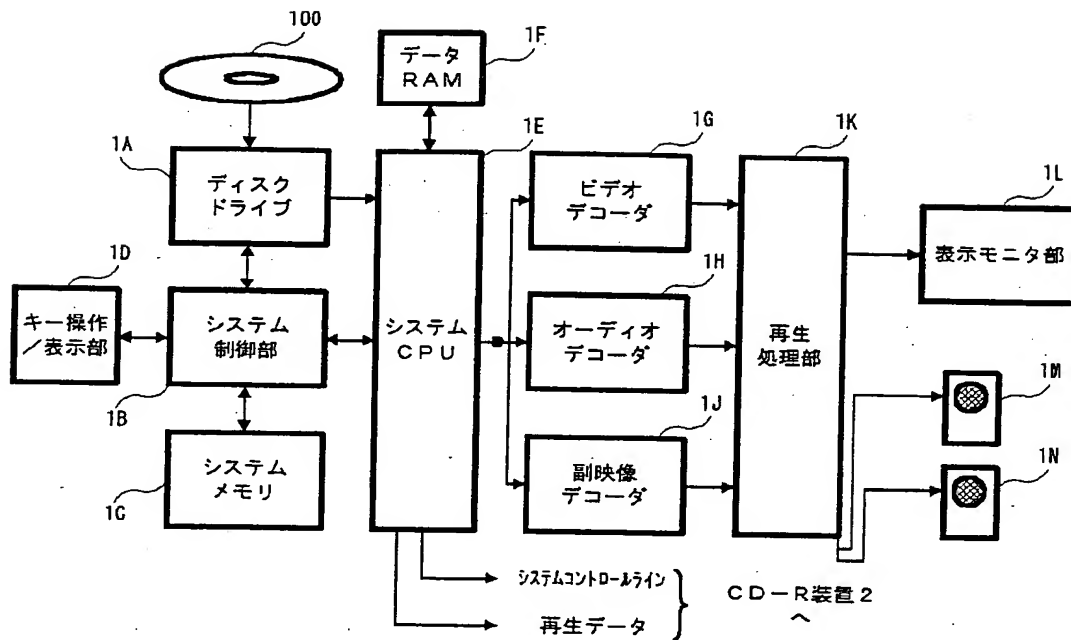 100
データ
RAM
1F
1A
ディスク
ドライブ
1E
1G
ビデオ
デコーダ
1K
1L
表示モニタ部
1D
キー操作
/表示部
システム
制御部
1B
システム
CPU
1H
オーディオ
デコーダ
再生
処理部
1M
システム
メモリ
1C
1J
副映像
デコーダ
1N
システムコントロールライン
再生データ
CD-R装置2
へ